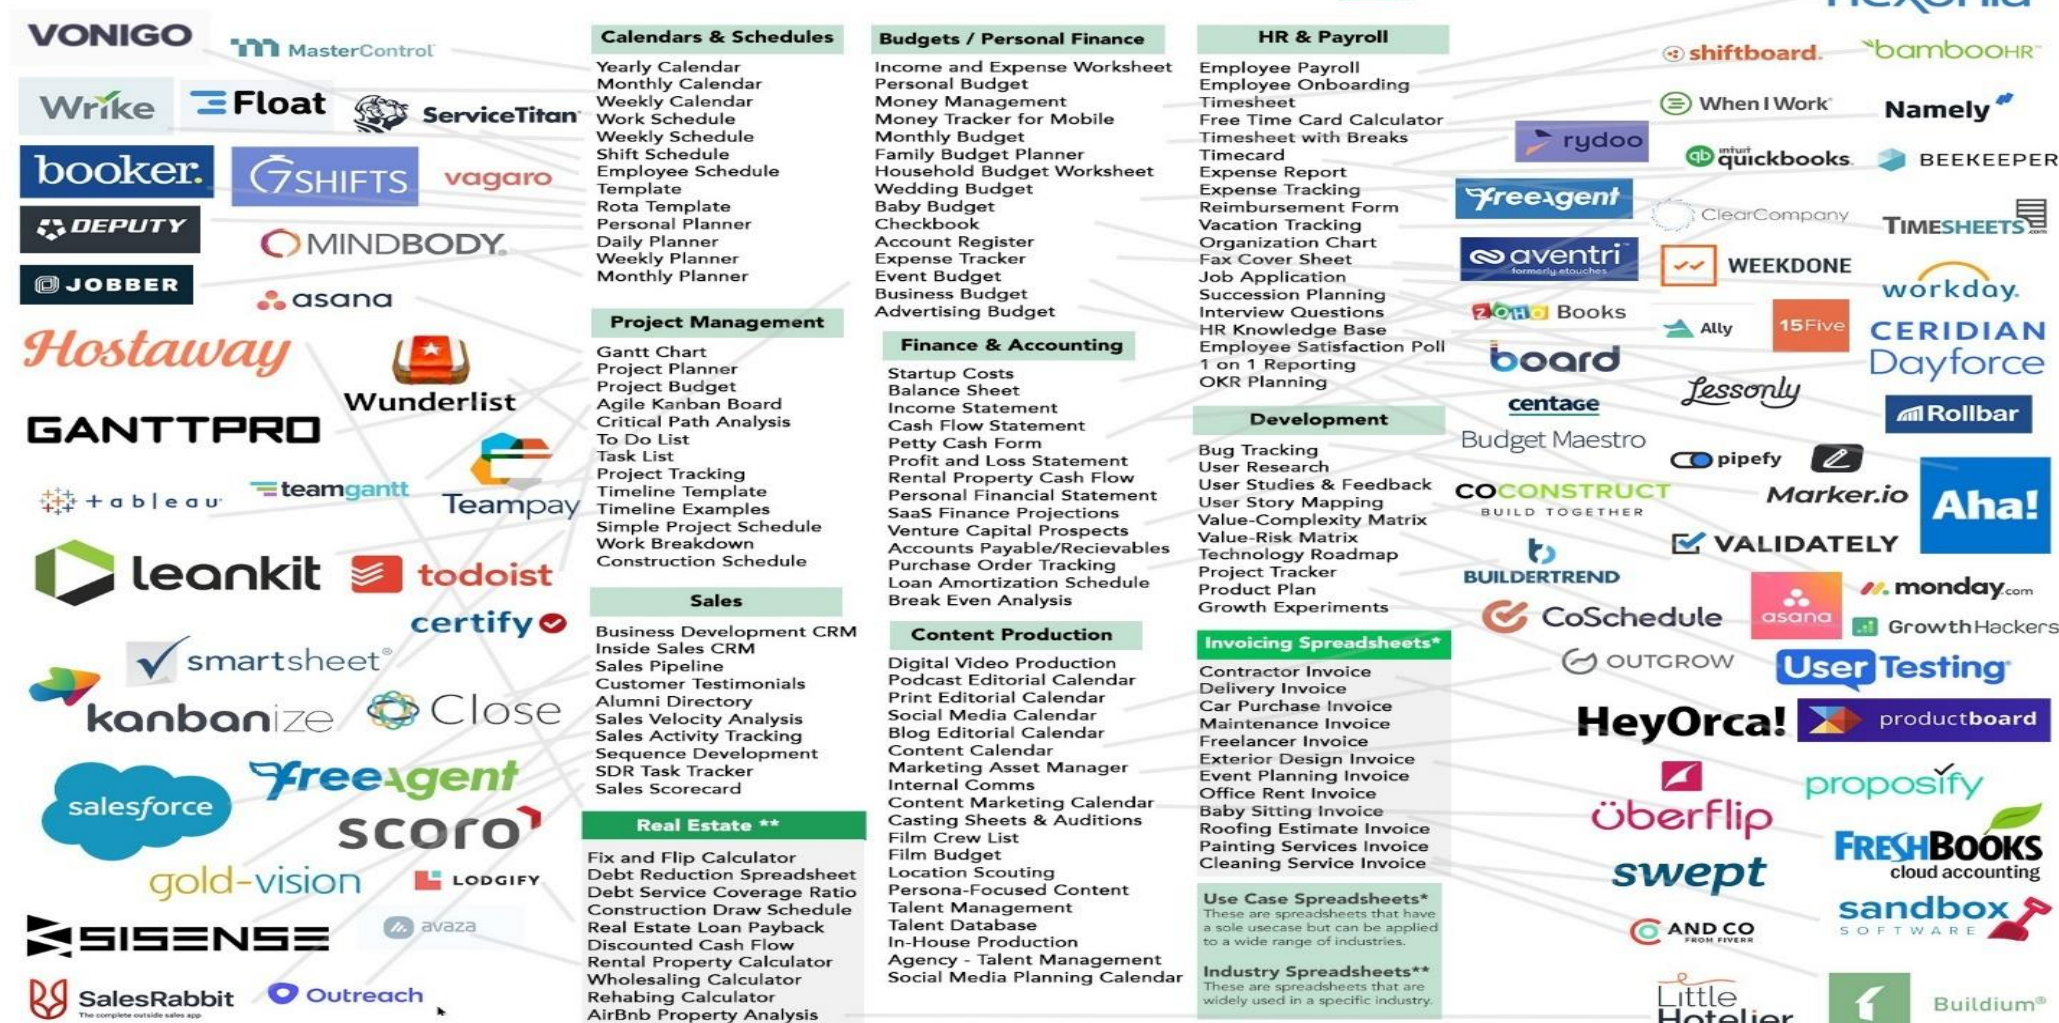 VONIGO
MasterControl
Wrike
Float
ServiceTitan
booker.
7SHIFTS
vagaro
DEPUTY
MINDBODY
JOBBER
asana
Hostaway
Wunderlist
GANTTPRO
Teampay
+ableau
teamgantt
leankit
todoist
certify
smartsheet
kanbanize
Close
salesforce
freeagent
scoro
gold-vision
LODGIFY
SISENSE
avaza
SalesRabbit
The complete outside sales app
Outreach
Calendars & Schedules
Yearly Calendar
Monthly Calendar
Weekly Calendar
Work Schedule
Weekly Schedule
Shift Schedule
Employee Schedule
Template
Rota Template
Personal Planner
Daily Planner
Weekly Planner
Monthly Planner
Project Management
Gantt Chart
Project Planner
Project Budget
Agile Kanban Board
Critical Path Analysis
To Do List
Task List
Project Tracking
Timeline Template
Timeline Examples
Simple Project Schedule
Work Breakdown
Construction Schedule
Sales
Business Development CRM
Inside Sales CRM
Sales Pipeline
Customer Testimonials
Alumni Directory
Sales Velocity Analysis
Sales Activity Tracking
Sequence Development
SDR Task Tracker
Sales Scorecard
Real Estate **
Fix and Flip Calculator
Debt Reduction Spreadsheet
Debt Service Coverage Ratio
Construction Draw Schedule
Real Estate Loan Payback
Discounted Cash Flow
Rental Property Calculator
Wholesaling Calculator
Rehabing Calculator
AirBnb Property Analysis
Budgets / Personal Finance
Income and Expense Worksheet
Personal Budget
Money Management
Money Tracker for Mobile
Monthly Budget
Family Budget Planner
Household Budget Worksheet
Wedding Budget
Baby Budget
Checkbook
Account Register
Expense Tracker
Event Budget
Business Budget
Advertising Budget
Finance & Accounting
Startup Costs
Balance Sheet
Income Statement
Cash Flow Statement
Petty Cash Form
Profit and Loss Statement
Rental Property Cash Flow
Personal Financial Statement
SaaS Finance Projections
Venture Capital Prospects
Accounts Payable/Recievables
Purchase Order Tracking
Loan Amortization Schedule
Break Even Analysis
Content Production
Digital Video Production
Podcast Editorial Calendar
Print Editorial Calendar
Social Media Calendar
Blog Editorial Calendar
Content Calendar
Marketing Asset Manager
Internal Comms
Content Marketing Calendar
Casting Sheets & Auditions
Film Crew List
Film Budget
Location Scouting
Persona-Focused Content
Talent Management
Talent Database
In-House Production
Agency - Talent Management
Social Media Planning Calendar
HR & Payroll
Employee Payroll
Employee Onboarding
Timesheet
Free Time Card Calculator
Timesheet with Breaks
Timecard
Expense Report
Expense Tracking
Reimbursement Form
Vacation Tracking
Organization Chart
Fax Cover Sheet
Job Application
Succession Planning
Interview Questions
HR Knowledge Base
Employee Satisfaction Poll
1 on 1 Reporting
OKR Planning
Development
Bug Tracking
User Research
User Studies & Feedback
User Story Mapping
Value-Complexity Matrix
Value-Risk Matrix
Technology Roadmap
Project Tracker
Product Plan
Growth Experiments
Invoicing Spreadsheets*
Contractor Invoice
Delivery Invoice
Car Purchase Invoice
Maintenance Invoice
Freelancer Invoice
Exterior Design Invoice
Event Planning Invoice
Office Rent Invoice
Baby Sitting Invoice
Roofing Estimate Invoice
Painting Services Invoice
Cleaning Service Invoice
Use Case Spreadsheets*
These are spreadsheets that have
a sole usecase but can be applied
to a wide range of industries.
Industry Spreadsheets**
These are spreadsheets that are
widely used in a specific industry.
nexonia
shiftboard.
bambooHR
When I Work
Namely
rydoo
intuit
quickbooks.
BEEKEEPER
freeagent
ClearCompany
TIMESHEETS.com
aventri
formerly etouches
WEEKDONE
workday.
ZOHO Books
Ally
15Five
CERIDIAN
Dayforce
board
Lessonly
centage
Budget Maestro
Rollbar
pipefy
Marker.io
Aha!
COCONSTRUCT
BUILD TOGETHER
VALIDATELY
BUILDERTREND
monday.com
CoSchedule
asana
GrowthHackers
OUTGROW
UserTesting
HeyOrca!
productboard
überflip
proposify
FRESHBOOKS
cloud accounting
swept
sandbox
SOFTWARE
AND CO
FROM FIVERR
Little
Hotelier
Buildium